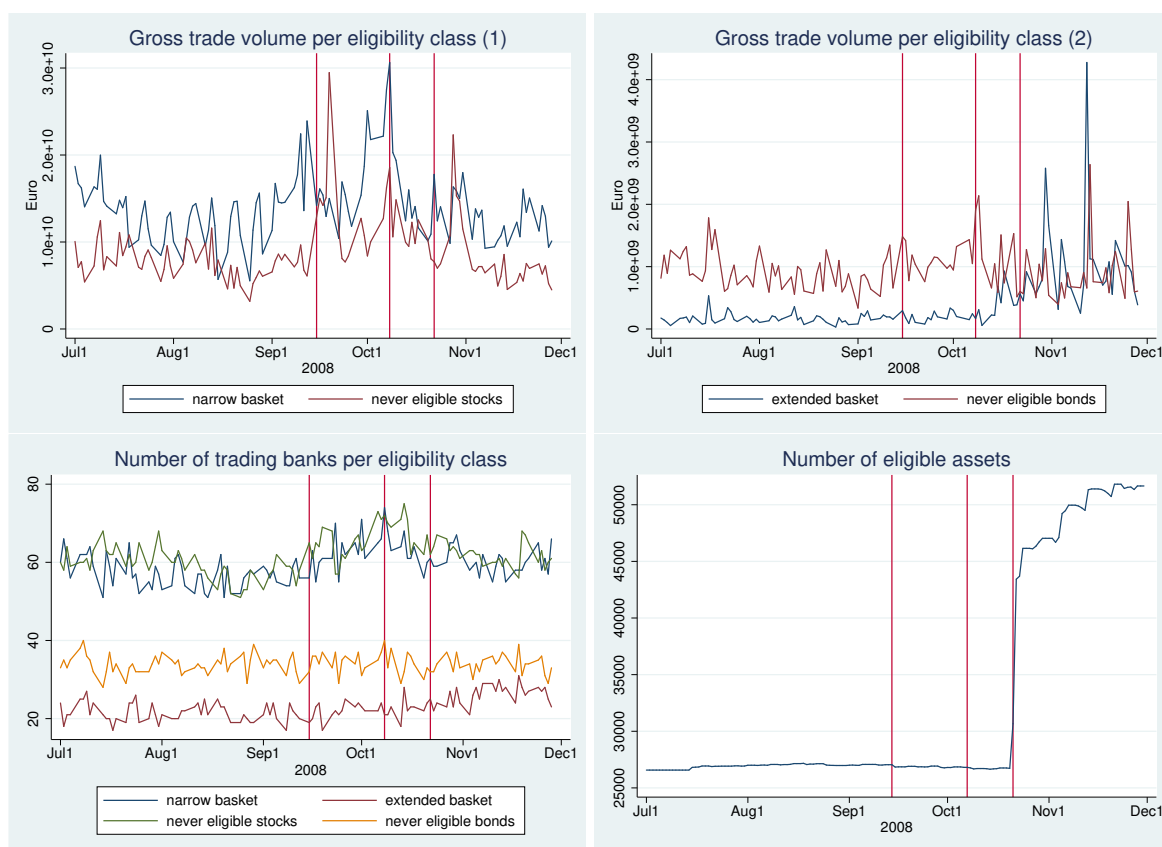 Gross trade volume per eligibility class (1)
Euro
3.0e+10
2.0e+10
1.0e+10
0
Jul1 Aug1 Sep1 Oct1 Nov1 Dec1
2008
narrow basket never eligible stocks
Gross trade volume per eligibility class (2)
Euro
4.0e+09
3.0e+09
2.0e+09
1.0e+09
0
Jul1 Aug1 Sep1 Oct1 Nov1 Dec1
2008
extended basket never eligible bonds
Number of trading banks per eligibility class
80
60
40
20
Jul1 Aug1 Sep1 Oct1 Nov1 Dec1
2008
narrow basket extended basket
never eligible stocks never eligible bonds
Number of eligible assets
50000
45000
40000
35000
30000
25000
Jul1 Aug1 Sep1 Oct1 Nov1 Dec1
2008